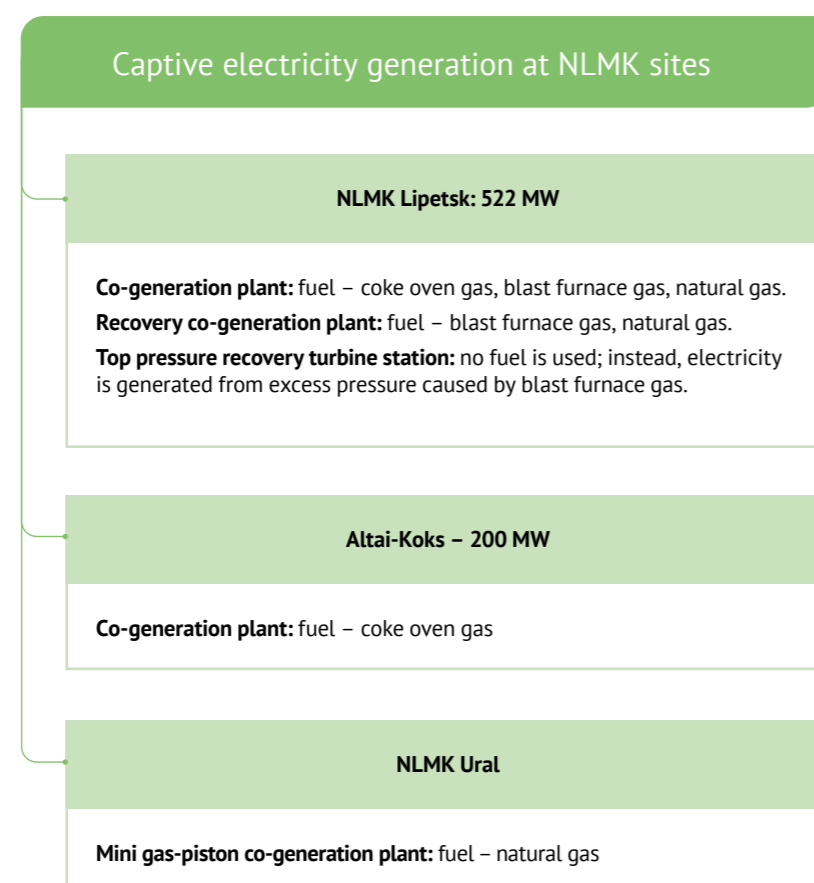 Captive electricity generation at NLMK sites
NLMK Lipetsk: 522 MW
Co-generation plant: fuel – coke oven gas, blast furnace gas, natural gas.
Recovery co-generation plant: fuel – blast furnace gas, natural gas.
Top pressure recovery turbine station: no fuel is used; instead, electricity
is generated from excess pressure caused by blast furnace gas.
Altai-Koks – 200 MW
Co-generation plant: fuel – coke oven gas
NLMK Ural
Mini gas-piston co-generation plant: fuel – natural gas